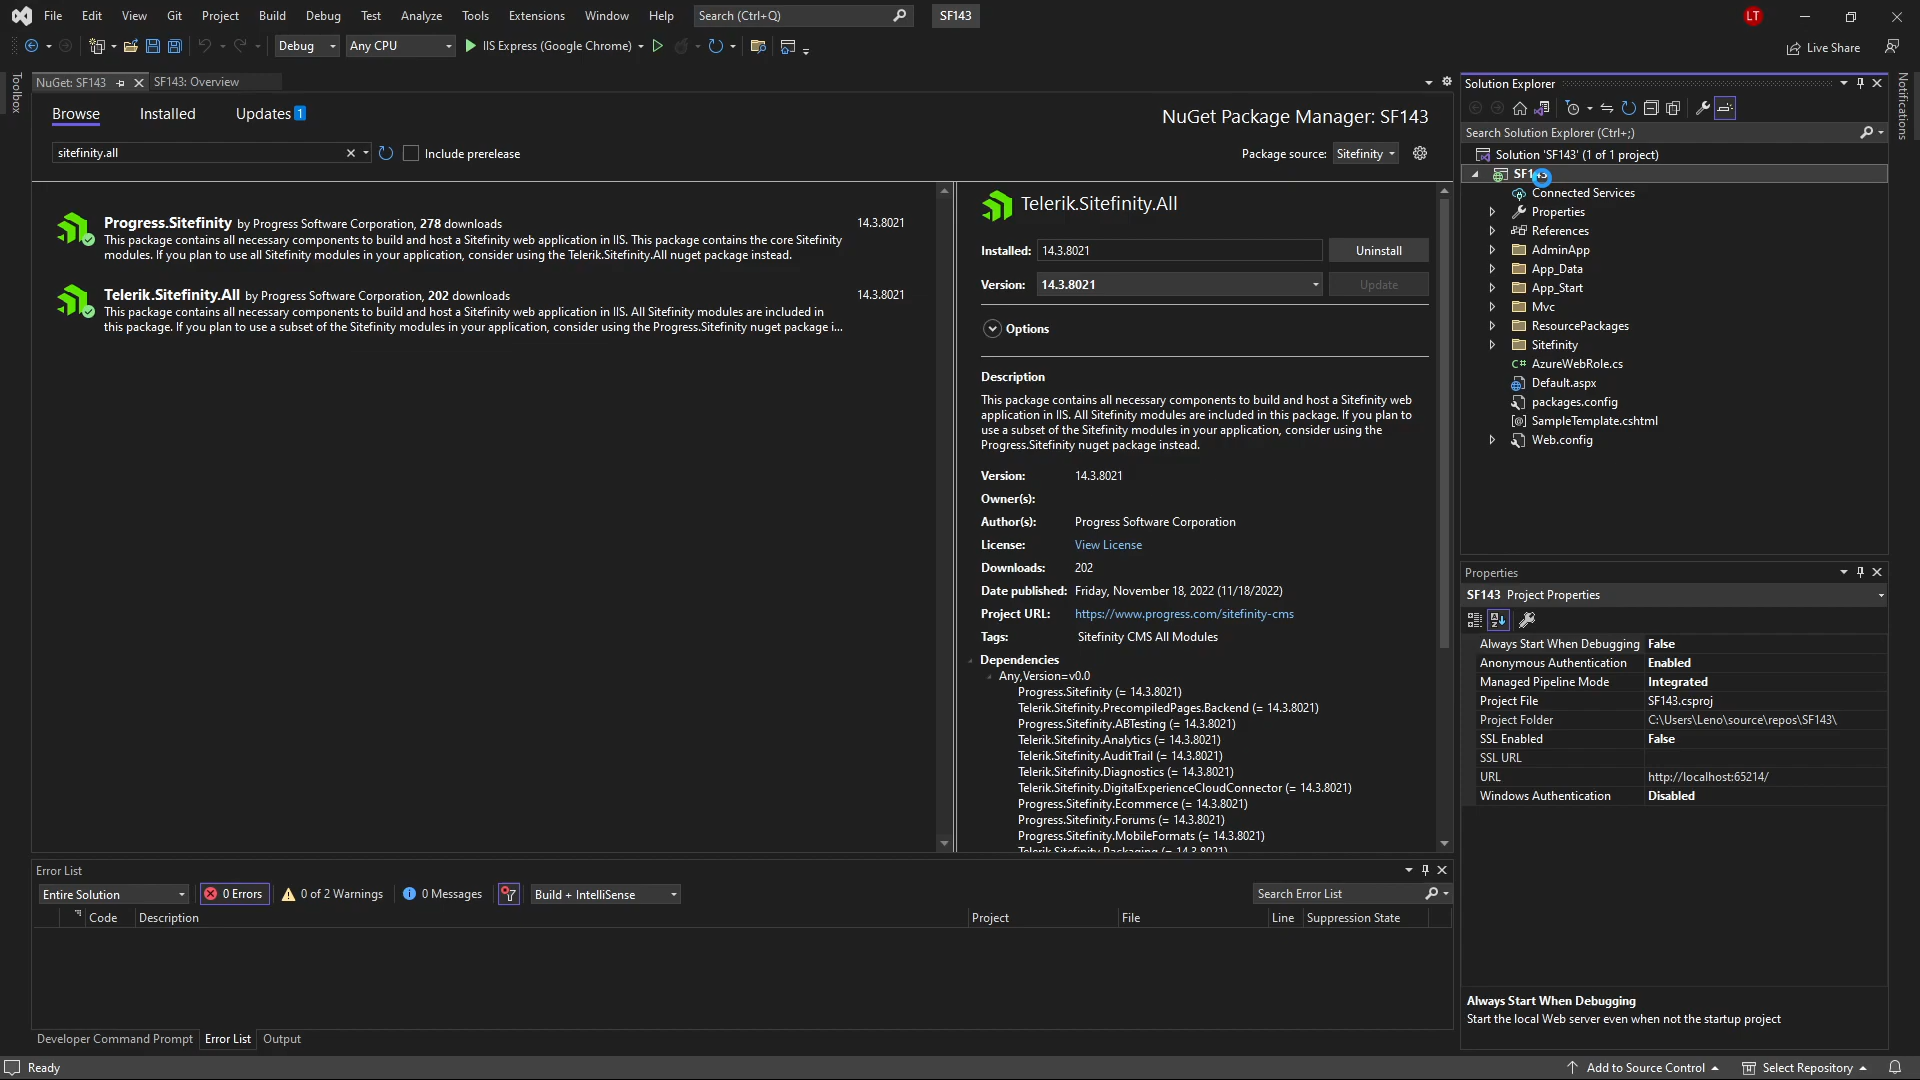 File Edit View Git Project Build Debug Test Analyze Tools Extensions Window Help Search (Ctrl+Q) SF143 LT
Debug Any CPU IIS Express (Google Chrome) Live Share
Toolbox
NuGet: SF143 SF143: Overview
Browse Installed Updates 1
NuGet Package Manager: SF143
sitefinity.all Include prerelease Package source: Sitefinity
Progress.Sitefinity by Progress Software Corporation, 278 downloads 14.3.8021
This package contains all necessary components to build and host a Sitefinity web application in IIS. This package contains the core Sitefinity
modules. If you plan to use all Sitefinity modules in your application, consider using the Telerik.Sitefinity.All nuget package instead.
Telerik.Sitefinity.All by Progress Software Corporation, 202 downloads 14.3.8021
This package contains all necessary components to build and host a Sitefinity web application in IIS. All Sitefinity modules are included in
this package. If you plan to use a subset of the Sitefinity modules in your application, consider using the Progress.Sitefinity nuget package i...
Telerik.Sitefinity.All
Installed: 14.3.8021 Uninstall
Version: 14.3.8021 Update
Options
Description
This package contains all necessary components to build and host a Sitefinity web
application in IIS. All Sitefinity modules are included in this package. If you plan to
use a subset of the Sitefinity modules in your application, consider using the
Progress.Sitefinity nuget package instead.
Version: 14.3.8021
Owner(s):
Author(s): Progress Software Corporation
License: View License
Downloads: 202
Date published: Friday, November 18, 2022 (11/18/2022)
Project URL: https://www.progress.com/sitefinity-cms
Tags: Sitefinity CMS All Modules
Dependencies
Any,Version=v0.0
Progress.Sitefinity (= 14.3.8021)
Telerik.Sitefinity.PrecompiledPages.Backend (= 14.3.8021)
Progress.Sitefinity.ABTesting (= 14.3.8021)
Telerik.Sitefinity.Analytics (= 14.3.8021)
Telerik.Sitefinity.AuditTrail (= 14.3.8021)
Telerik.Sitefinity.Diagnostics (= 14.3.8021)
Telerik.Sitefinity.DigitalExperienceCloudConnector (= 14.3.8021)
Progress.Sitefinity.Ecommerce (= 14.3.8021)
Progress.Sitefinity.Forums (= 14.3.8021)
Progress.Sitefinity.MobileFormats (= 14.3.8021)
Telerik.Sitefinity.Packaging (= 14.3.8021)
Solution Explorer
Search Solution Explorer (Ctrl+;)
Solution 'SF143' (1 of 1 project)
SF143
Connected Services
Properties
References
AdminApp
App_Data
App_Start
Mvc
ResourcePackages
Sitefinity
C# AzureWebRole.cs
Default.aspx
packages.config
[@] SampleTemplate.cshtml
Web.config
Notifications
Properties
SF143 Project Properties
Always Start When Debugging False
Anonymous Authentication Enabled
Managed Pipeline Mode Integrated
Project File SF143.csproj
Project Folder C:\Users\Leno\source\repos\SF143\
SSL Enabled False
SSL URL
URL http://localhost:65214/
Windows Authentication Disabled
Always Start When Debugging
Start the local Web server even when not the startup project
Error List
Entire Solution 0 Errors 0 of 2 Warnings 0 Messages Build + IntelliSense Search Error List
Code Description Project File Line Suppression State
Developer Command Prompt Error List Output
Ready Add to Source Control Select Repository